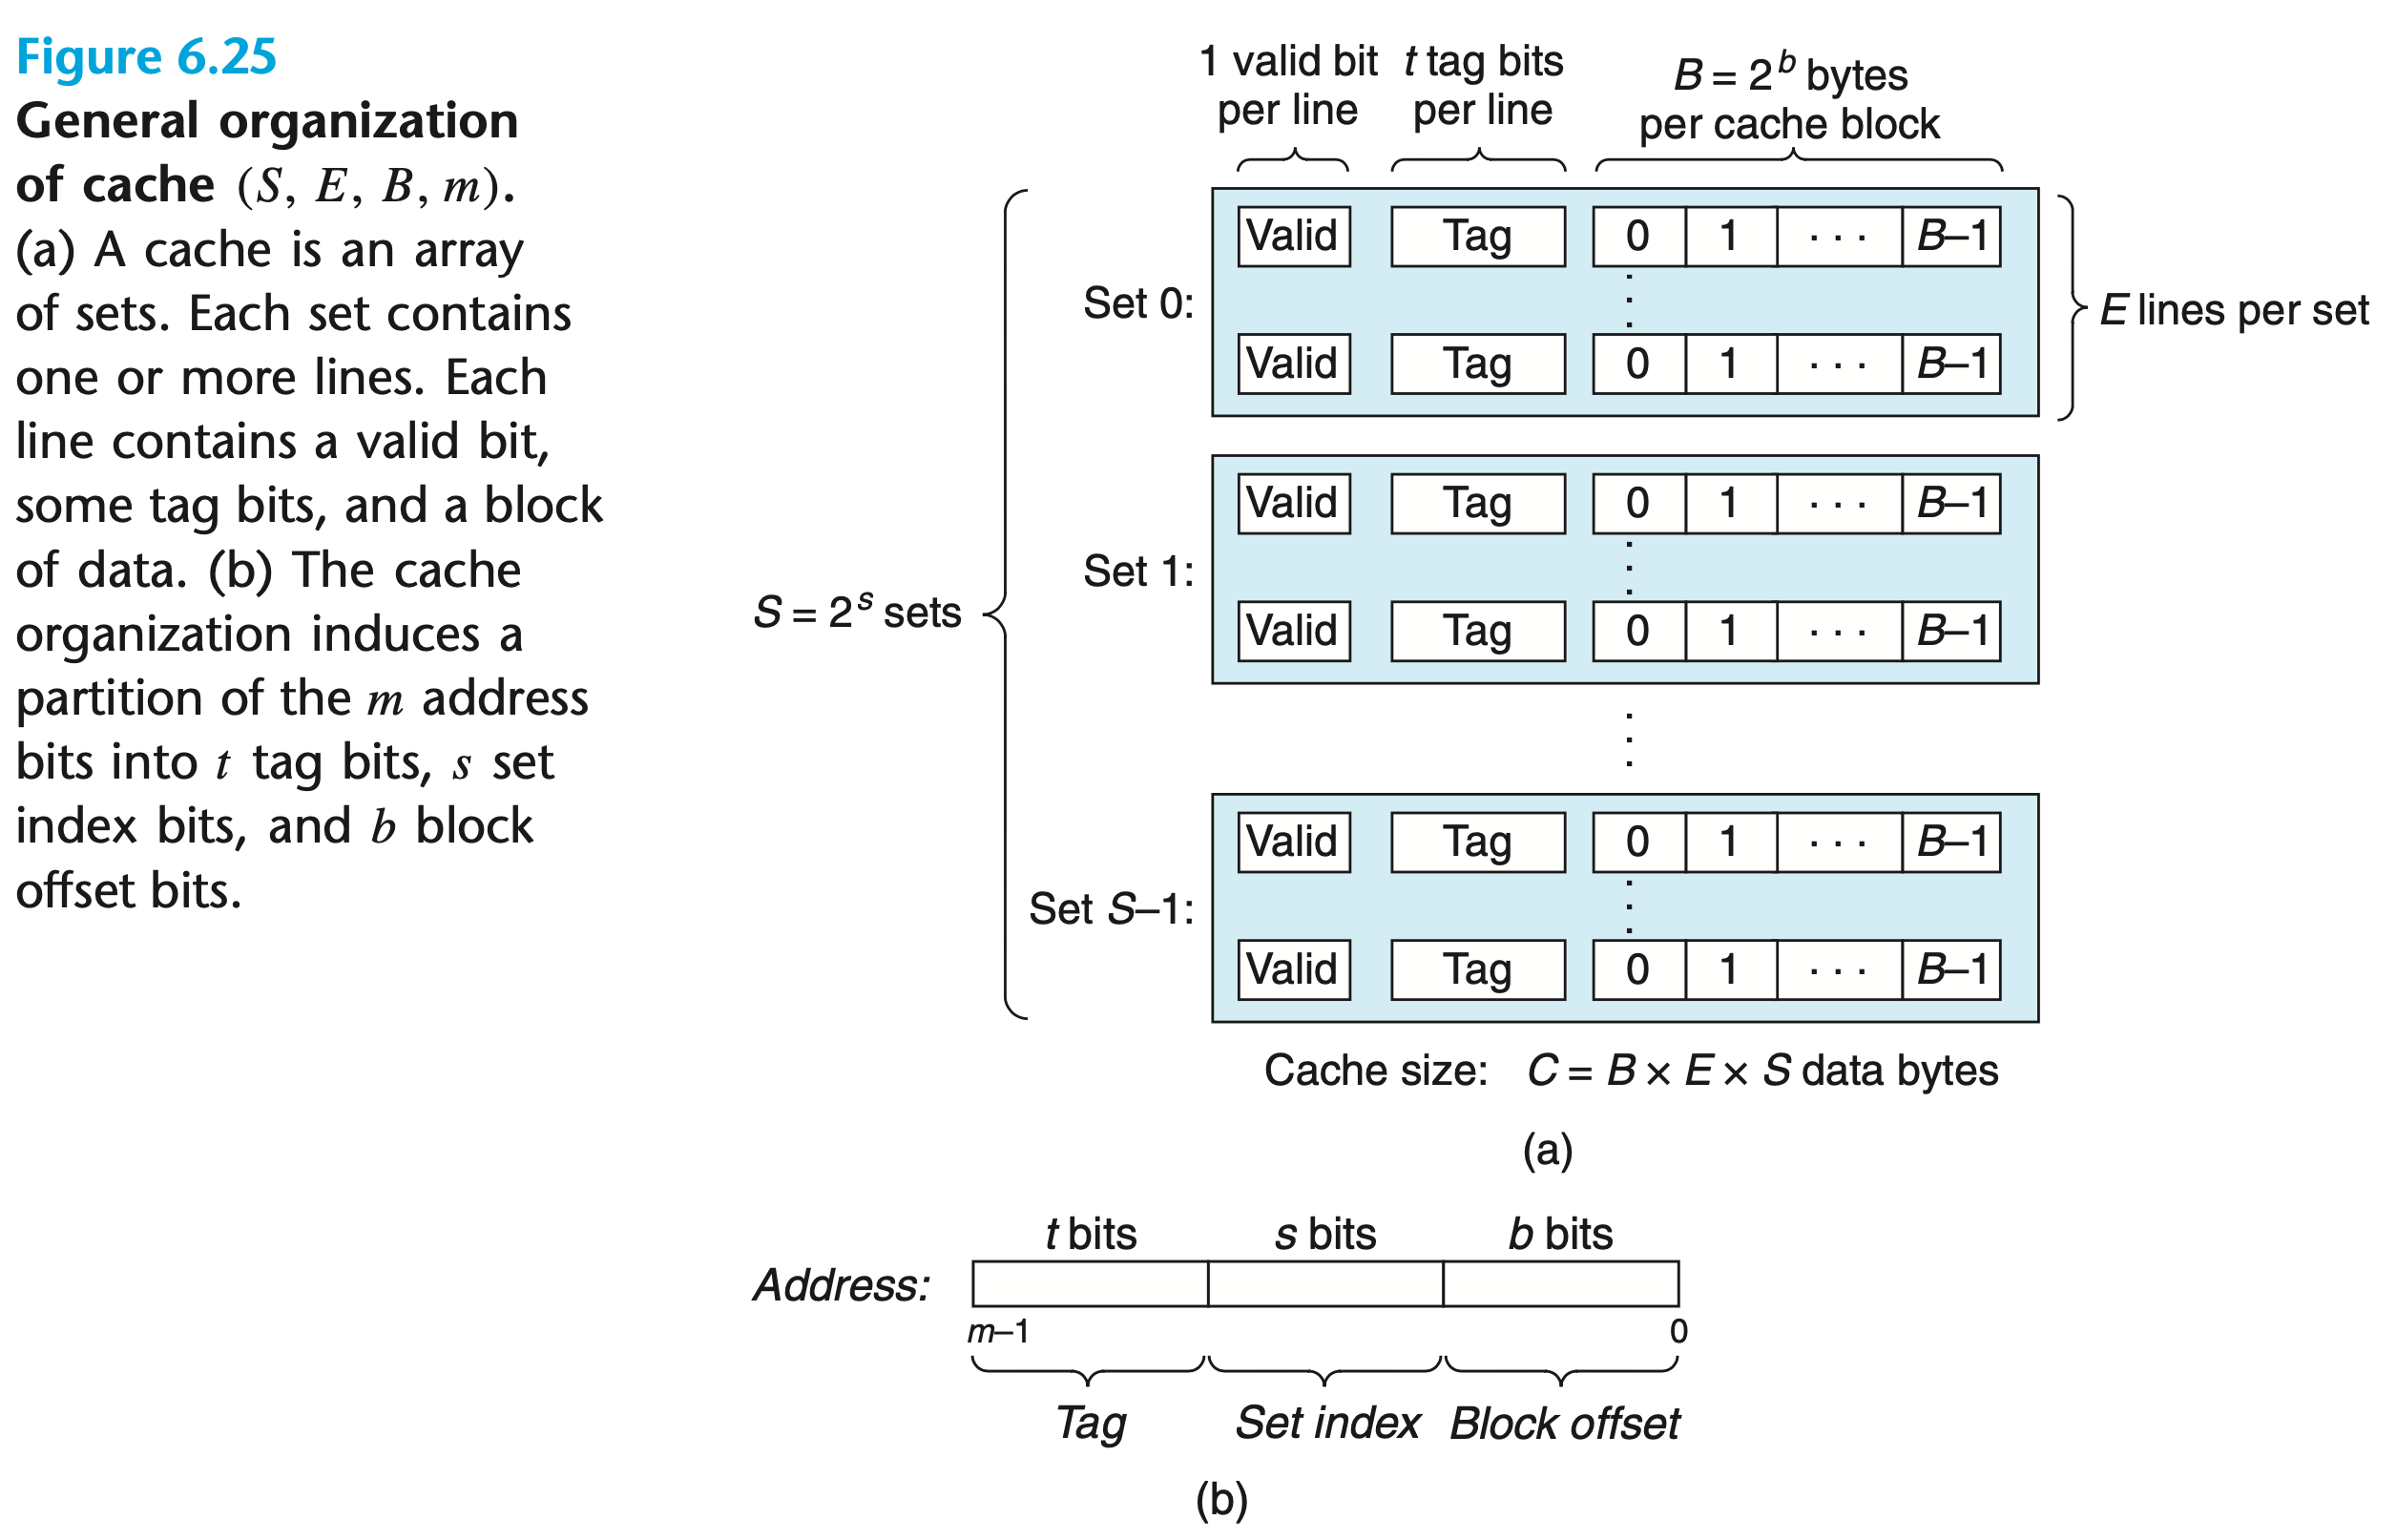 Figure 6.25
General organization
of cache (S, E, B, m).
(a) A cache is an array
of sets. Each set contains
one or more lines. Each
line contains a valid bit,
some tag bits, and a block
of data. (b) The cache
organization induces a
partition of the m address
bits into t tag bits, s set
index bits, and b block
offset bits.
1 valid bit
per line
t tag bits
per line
B = 2^b bytes
per cache block
S = 2^s sets
Set 0:
Valid Tag 0 1 · · · B–1
Valid Tag 0 1 · · · B–1
E lines per set
Set 1:
Valid Tag 0 1 · · · B–1
Valid Tag 0 1 · · · B–1
Set S–1:
Valid Tag 0 1 · · · B–1
Valid Tag 0 1 · · · B–1
Cache size: C = B × E × S data bytes
(a)
t bits s bits b bits
Address:
m–1 0
Tag Set index Block offset
(b)